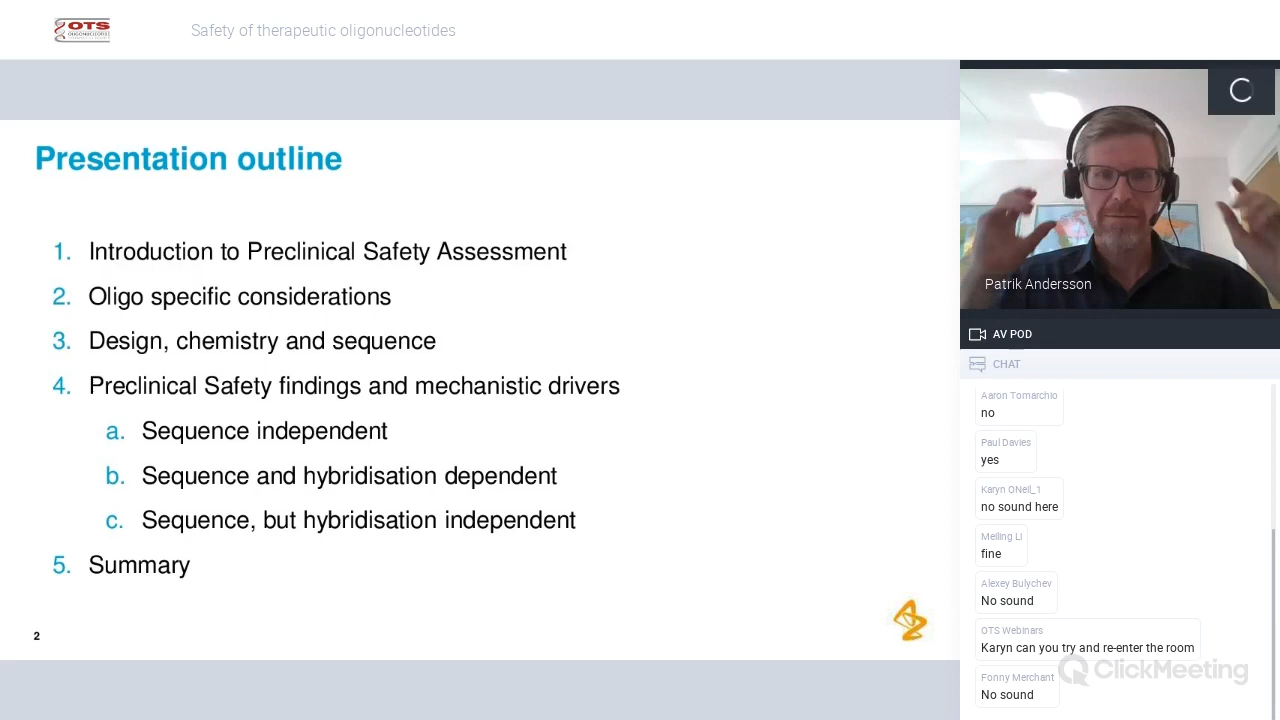 OTS
OLIGONUCLEOTIDE
Safety of therapeutic oligonucleotides
Presentation outline
1. Introduction to Preclinical Safety Assessment
2. Oligo specific considerations
3. Design, chemistry and sequence
4. Preclinical Safety findings and mechanistic drivers
a. Sequence independent
b. Sequence and hybridisation dependent
c. Sequence, but hybridisation independent
5. Summary
2
Patrik Andersson
AV POD
CHAT
Aaron Tomarchio
no
Paul Davies
yes
Karyn ONeil_1
no sound here
Meiling Li
fine
Alexey Bulychev
No sound
OTS Webinars
Karyn can you try and re-enter the room
Fonny Merchant
No sound
ClickMeeting